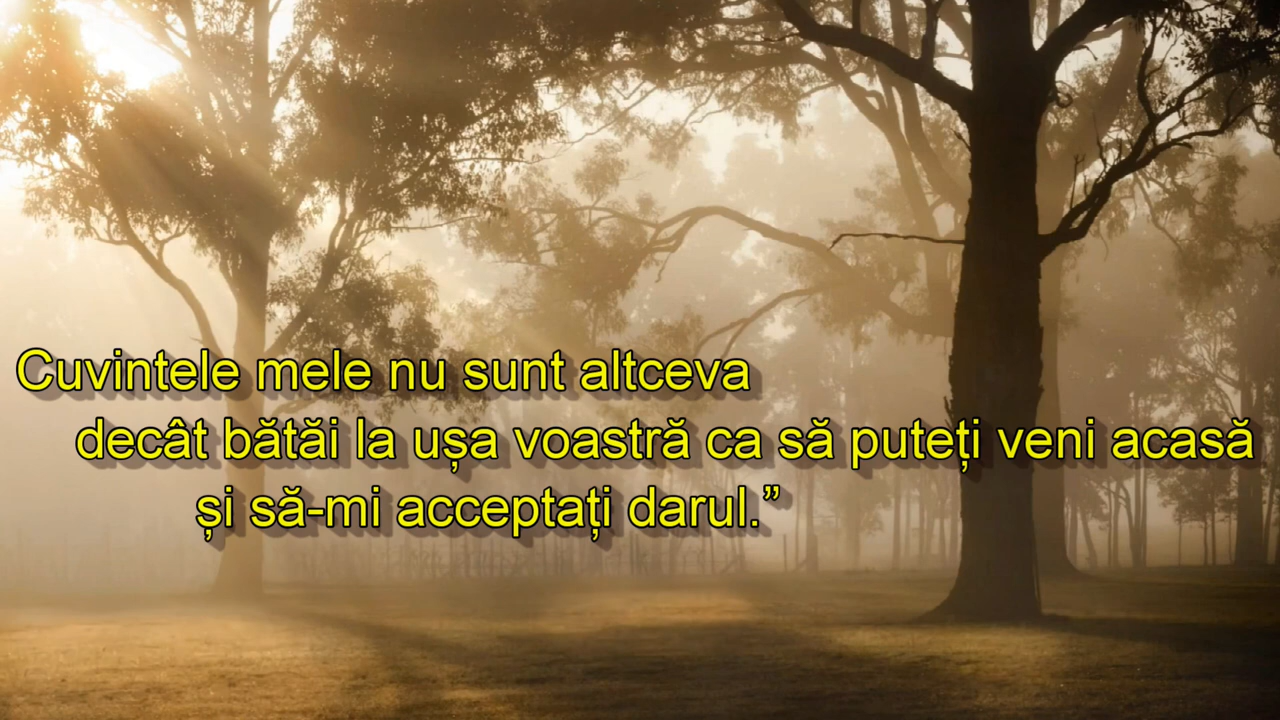 Cuvintele mele nu sunt altceva
decât bătăi la ușa voastră ca să puteți veni acasă
și să-mi acceptați darul.”